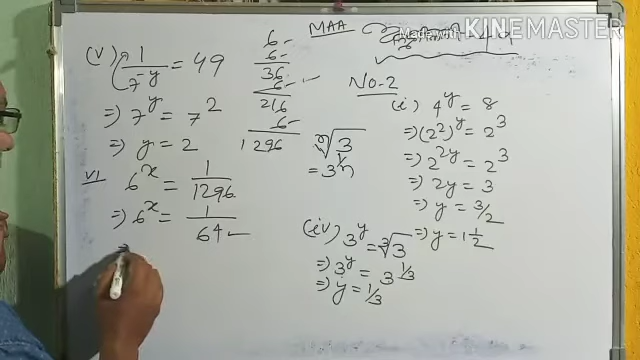 MAA
Made with KINEMASTER
(v) 1/7^-y = 49
⇒ 7^y = 7^2
⇒ y = 2
VI 6^x = 1/1296
⇒ 6^x = 1/6^4
⇒
6
6
36
6
216
6
1296
ⁿ√3
= 3^1/n
NO-2
(i) 4^y = 8
⇒ (2^2)^y = 2^3
⇒ 2^2y = 2^3
⇒ 2y = 3
⇒ y = 3/2
⇒ y = 1 1/2
(iv) 3^y = ³√3
⇒ 3^y = 3^1/3
⇒ y = 1/3